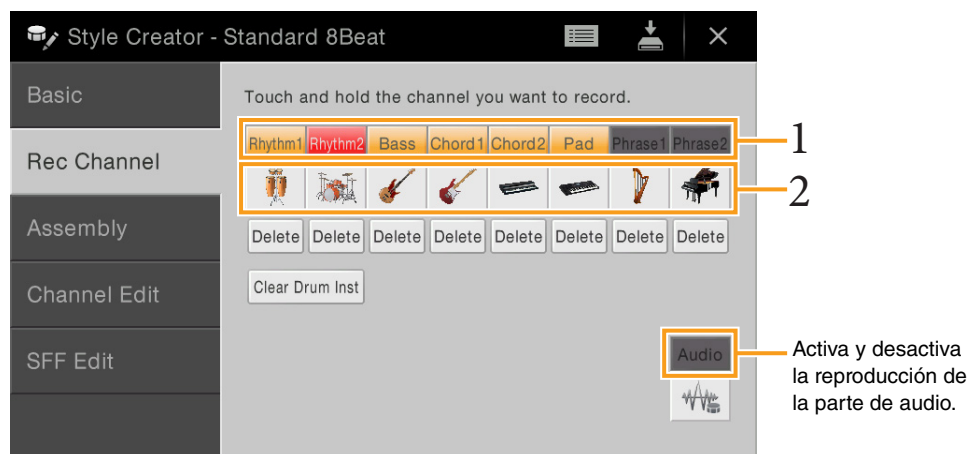 Style Creator - Standard 8Beat
Basic
Rec Channel
Assembly
Channel Edit
SFF Edit
Touch and hold the channel you want to record.
Rhythm1 Rhythm2 Bass Chord1 Chord2 Pad Phrase1 Phrase2
1
2
Delete Delete Delete Delete Delete Delete Delete Delete
Clear Drum Inst
Audio
Activa y desactiva
la reproducción de
la parte de audio.